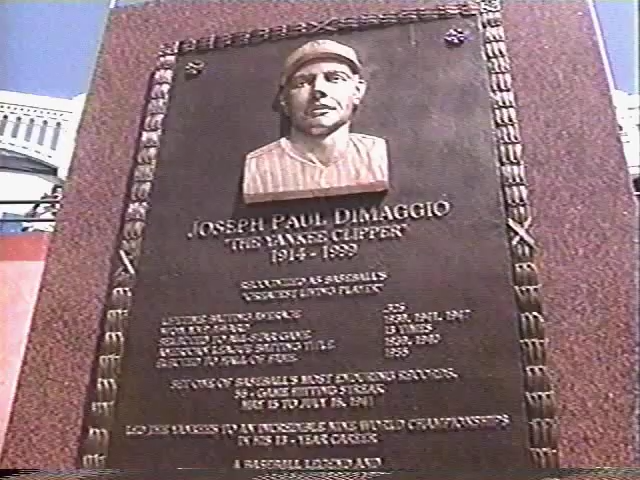 JOSEPH PAUL DIMAGGIO
"THE YANKEE CLIPPER"
1914 - 1999
RECOGNIZED AS BASEBALL'S
"GREATEST LIVING PLAYER"
LIFETIME BATTING AVERAGE .325
WON MVP AWARD 1939, 1941, 1947
SELECTED TO ALL-STAR GAME 13 TIMES
AMERICAN LEAGUE BATTING TITLE 1939, 1940
ELECTED TO HALL OF FAME 1955
SET ONE OF BASEBALL'S MOST ENDURING RECORDS.
56 - GAME HITTING STREAK
MAY 15 TO JULY 16, 1941
LED THE YANKEES TO AN INCREDIBLE NINE WORLD CHAMPIONSHIPS
IN HIS 13 - YEAR CAREER
A BASEBALL LEGEND AND